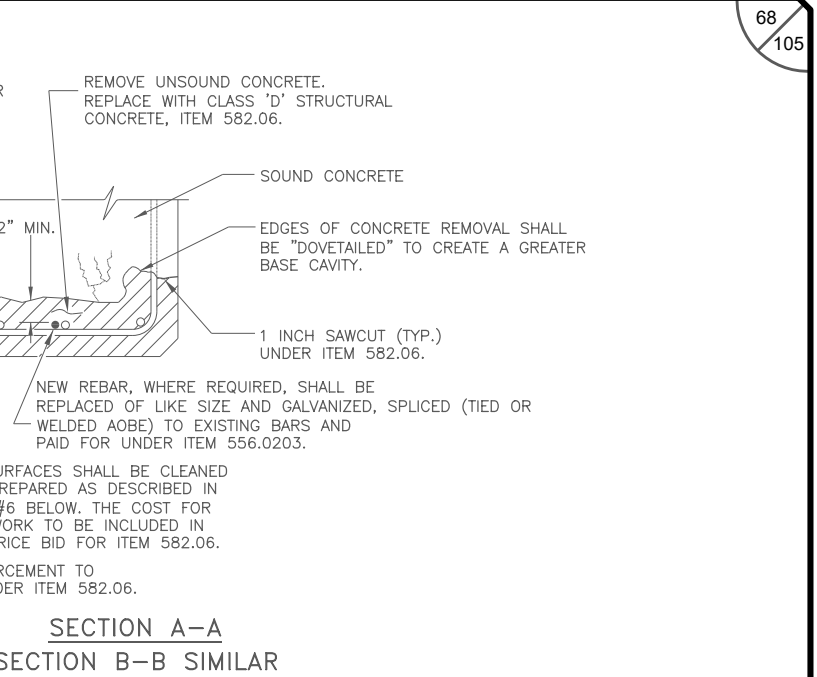 68
105
R
REMOVE UNSOUND CONCRETE.
REPLACE WITH CLASS 'D' STRUCTURAL
CONCRETE, ITEM 582.06.
SOUND CONCRETE
2" MIN.
EDGES OF CONCRETE REMOVAL SHALL
BE "DOVETAILED" TO CREATE A GREATER
BASE CAVITY.
1 INCH SAWCUT (TYP.)
UNDER ITEM 582.06.
NEW REBAR, WHERE REQUIRED, SHALL BE
REPLACED OF LIKE SIZE AND GALVANIZED, SPLICED (TIED OR
WELDED AOBE) TO EXISTING BARS AND
PAID FOR UNDER ITEM 556.0203.
URFACES SHALL BE CLEANED
REPARED AS DESCRIBED IN
#6 BELOW. THE COST FOR
WORK TO BE INCLUDED IN
RICE BID FOR ITEM 582.06.
RCEMENT TO
DER ITEM 582.06.
SECTION A-A
SECTION B-B SIMILAR